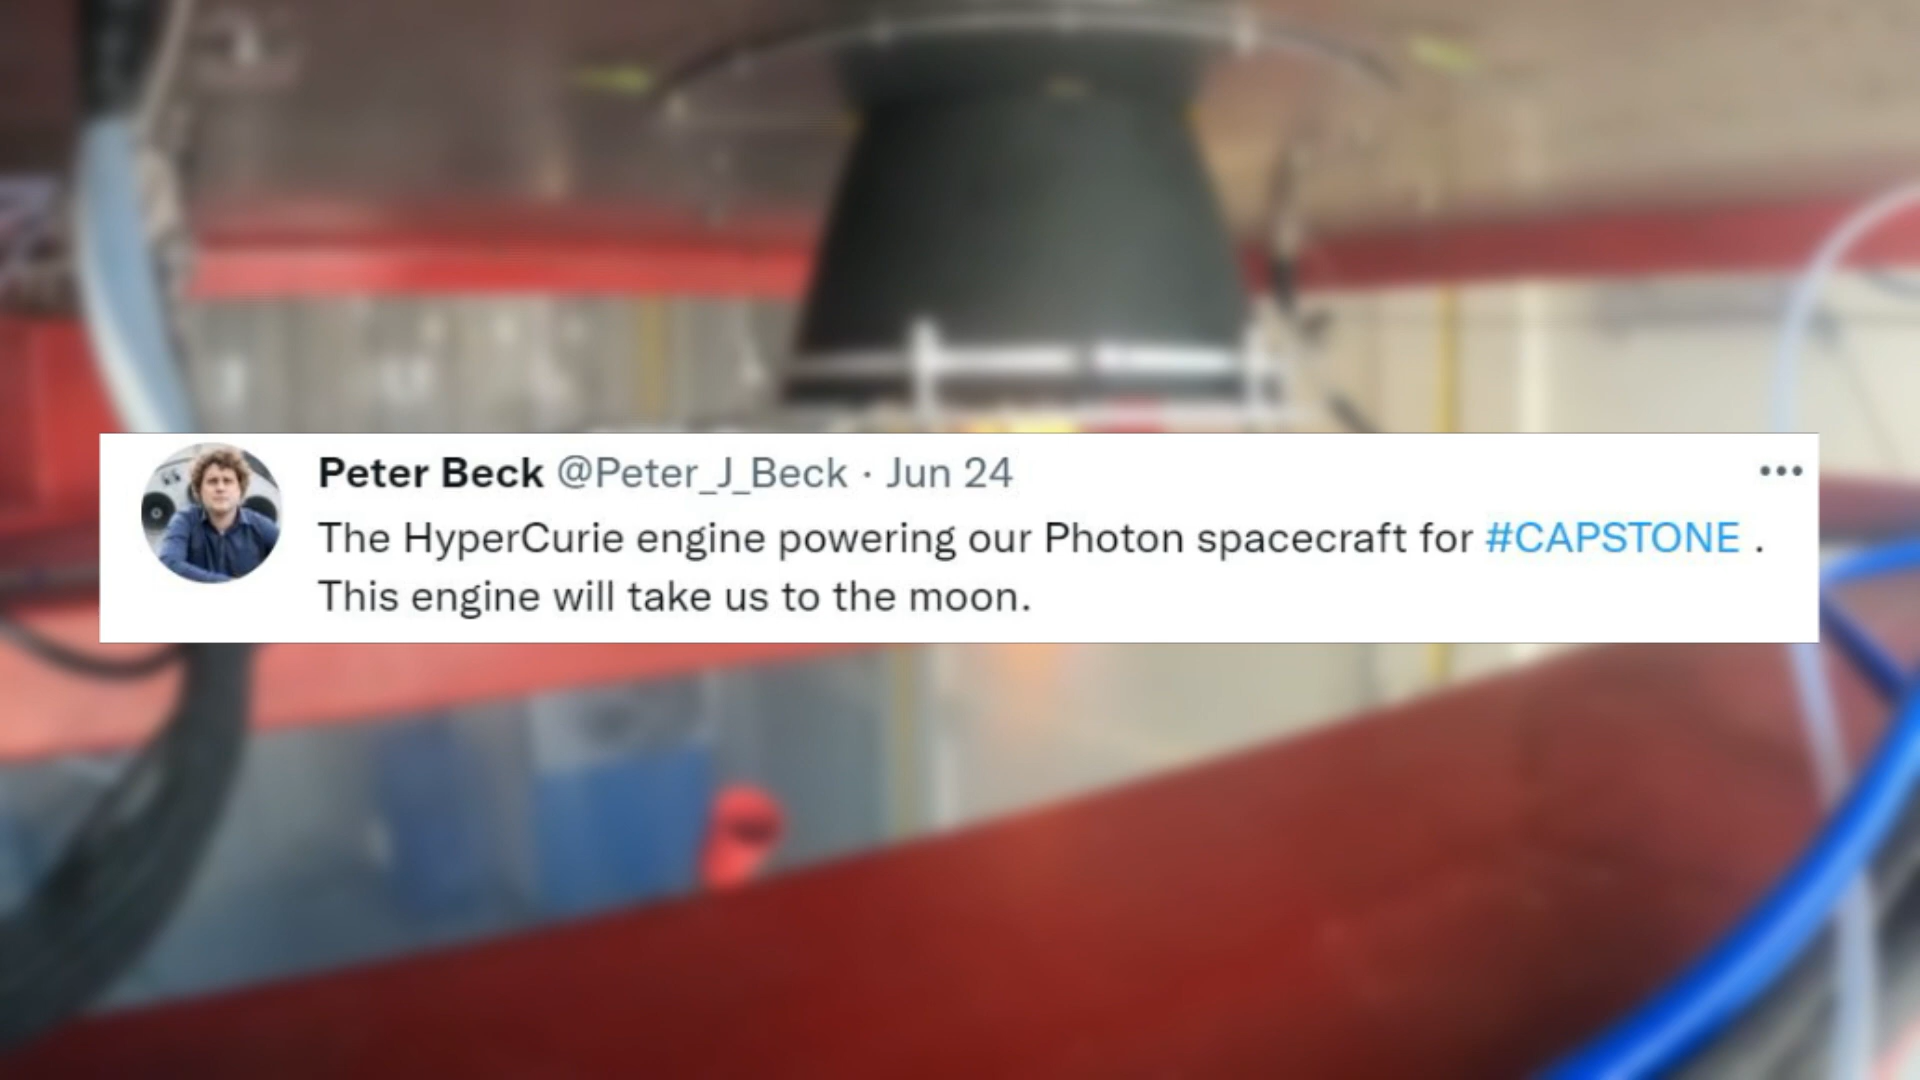 Peter Beck @Peter_J_Beck · Jun 24
The HyperCurie engine powering our Photon spacecraft for #CAPSTONE .
This engine will take us to the moon.